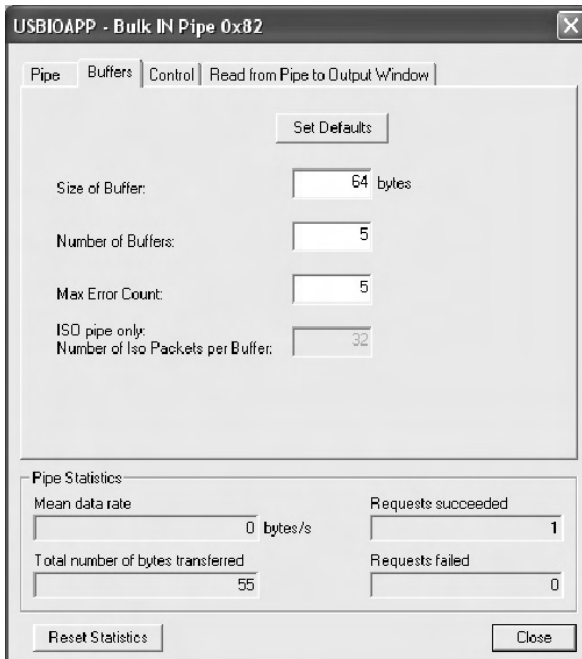 USBIOAPP - Bulk IN Pipe 0x82
Pipe Buffers Control Read from Pipe to Output Window
Set Defaults
Size of Buffer: 64 bytes
Number of Buffers: 5
Max Error Count: 5
ISO pipe only:
Number of Iso Packets per Buffer: 32
Pipe Statistics
Mean data rate Requests succeeded
0 bytes/s 1
Total number of bytes transferred Requests failed
55 0
Reset Statistics Close